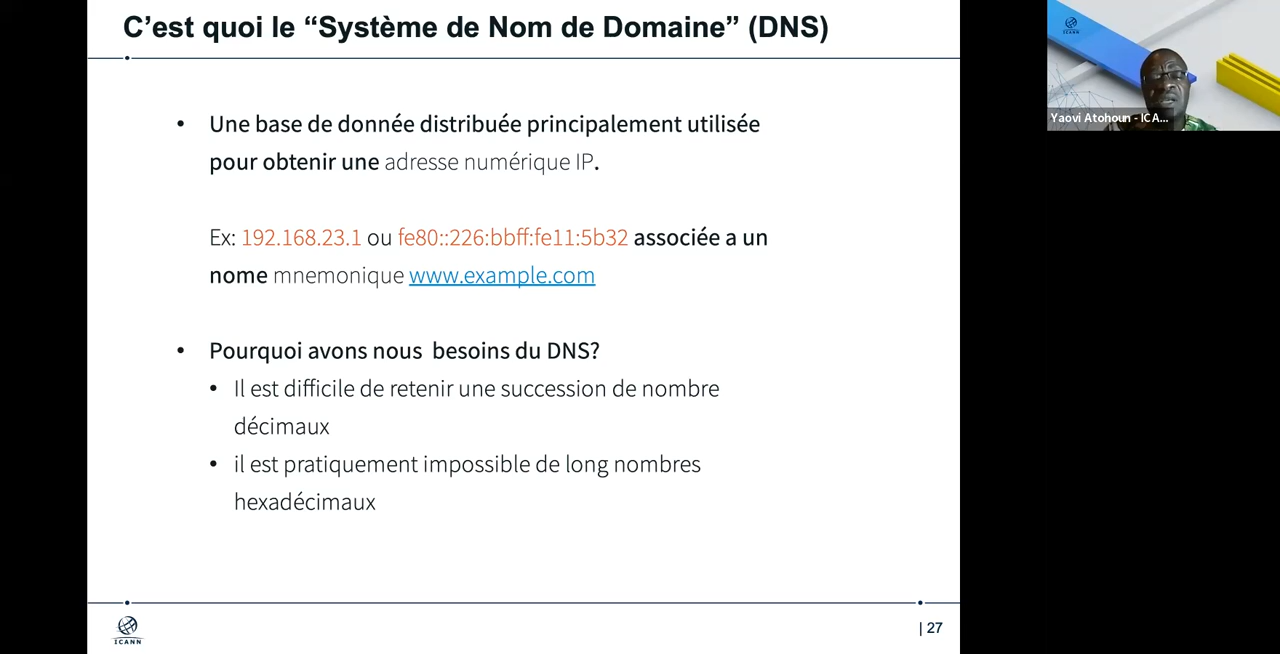 C’est quoi le “Système de Nom de Domaine” (DNS)
ICANN
Yaovi Atohoun - ICA...
• Une base de donnée distribuée principalement utilisée
pour obtenir une adresse numérique IP.
Ex: 192.168.23.1 ou fe80::226:bbff:fe11:5b32 associée a un
nome mnemonique www.example.com
• Pourquoi avons nous besoins du DNS?
• Il est difficile de retenir une succession de nombre
décimaux
• il est pratiquement impossible de long nombres
hexadécimaux
ICANN
| 27